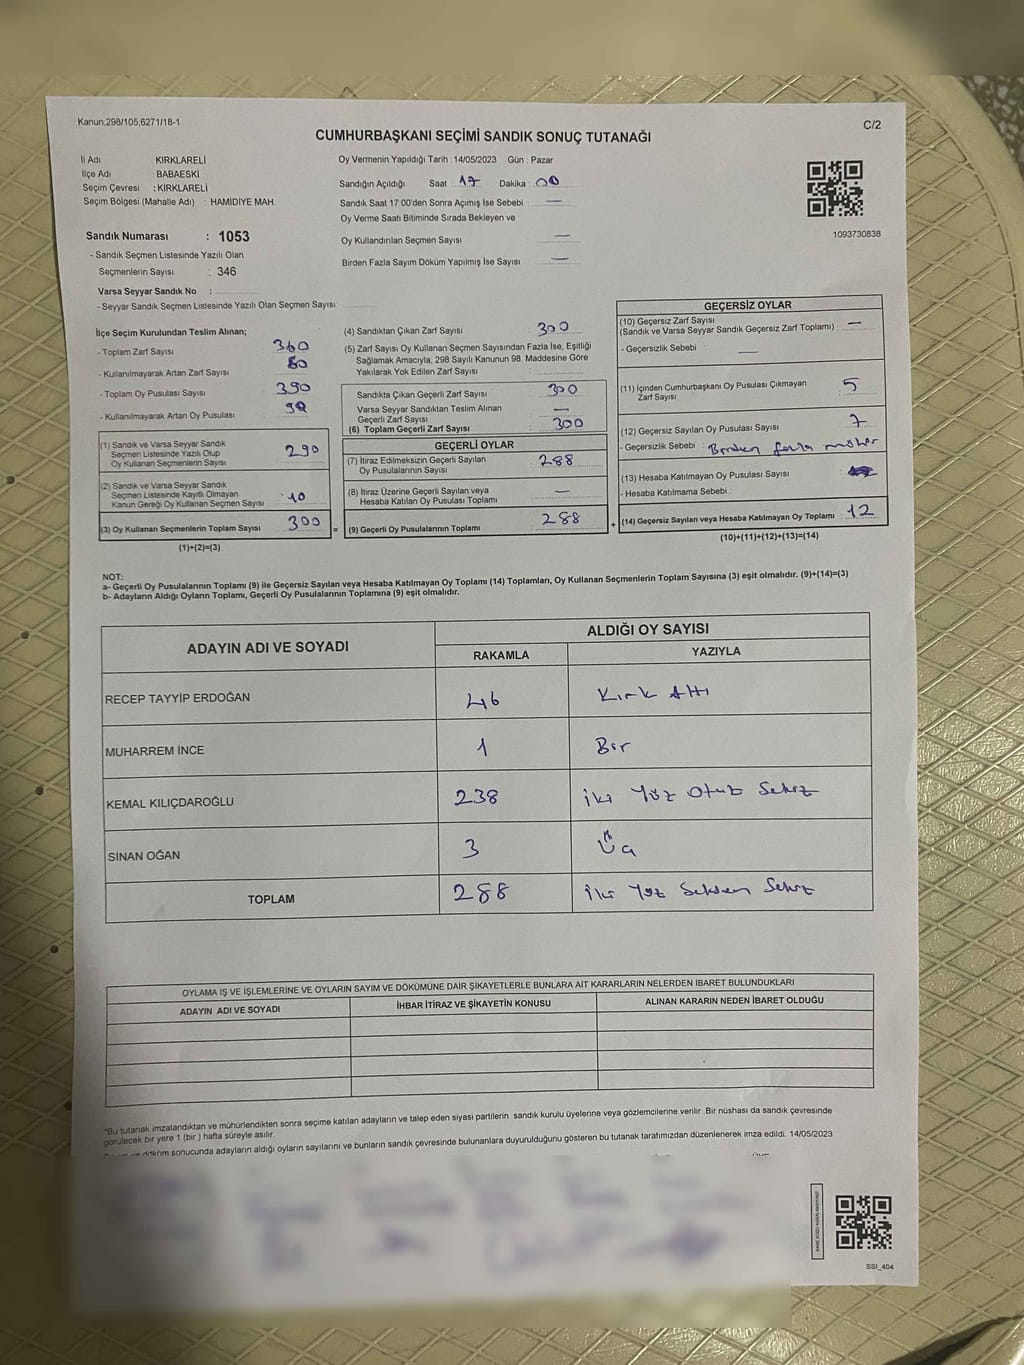 Kanun.298/105,6271/18-1
C/2
CUMHURBAŞKANI SEÇİMİ SANDIK SONUÇ TUTANAĞI
İl Adı KIRKLARELİ
İlçe Adı BABAESKİ
Seçim Çevresi : KIRKLARELİ
Seçim Bölgesi (Mahalle Adı) : HAMİDİYE MAH.
Sandık Numarası : 1053
- Sandık Seçmen Listesinde Yazılı Olan
Seçmenlerin Sayısı : 346
Varsa Seyyar Sandık No :
- Seyyar Sandık Seçmen Listesinde Yazılı Olan Seçmen Sayısı
Oy Vermenin Yapıldığı Tarih : 14/05/2023 Gün : Pazar
Sandığın Açıldığı Saat 17 Dakika : 00
Sandık Saat 17:00'den Sonra Açımış İse Sebebi —
Oy Verme Saati Bitiminde Sırada Bekleyen ve
Oy Kullandırılan Seçmen Sayısı —
Birden Fazla Sayım Döküm Yapılmış İse Sayısı —
1093730838
İlçe Seçim Kurulundan Teslim Alınan;
- Toplam Zarf Sayısı 360
- Kullanılmayarak Artan Zarf Sayısı 60
- Toplam Oy Pusulası Sayısı 390
- Kullanılmayarak Artan Oy Pusulası 90
(1) Sandık ve Varsa Seyyar Sandık
Seçmen Listesinde Yazılı Olup
Oy Kullanan Seçmenlerin Sayısı 290
(2) Sandık ve Varsa Seyyar Sandık
Seçmen Listesinde Kayıtlı Olmayan
Kanun Gereği Oy Kullanan Seçmen Sayısı 10
(3) Oy Kullanan Seçmenlerin Toplam Sayısı 300 =
(1)+(2)=(3)
(4) Sandıktan Çıkan Zarf Sayısı 300
(5) Zarf Sayısı Oy Kullanan Seçmen Sayısından Fazla İse, Eşitliği
Sağlamak Amacıyla, 298 Sayılı Kanunun 98. Maddesine Göre
Yakılarak Yok Edilen Zarf Sayısı
Sandıkta Çıkan Geçerli Zarf Sayısı 300
Varsa Seyyar Sandıktan Teslim Alınan
Geçerli Zarf Sayısı —
(6) Toplam Geçerli Zarf Sayısı 300
GEÇERLİ OYLAR
(7) İtiraz Edilmeksizin Geçerli Sayılan
Oy Pusulalarının Sayısı 288
(8) İtiraz Üzerine Geçerli Sayılan veya
Hesaba Katılan Oy Pusulası Toplamı —
(9) Geçerli Oy Pusulalarının Toplamı 288 +
GEÇERSİZ OYLAR
(10) Geçersiz Zarf Sayısı
(Sandık ve Varsa Seyyar Sandık Geçersiz Zarf Toplamı) —
- Geçersizlik Sebebi —
(11) İçinden Cumhurbaşkanı Oy Pusulası Çıkmayan
Zarf Sayısı 5
(12) Geçersiz Sayılan Oy Pusulası Sayısı 7
- Geçersizlik Sebebi : Birden fazla mühür
(13) Hesaba Katılmayan Oy Pusulası Sayısı
- Hesaba Katılmama Sebebi :
(14) Geçersiz Sayılan veya Hesaba Katılmayan Oy Toplamı : 12
(10)+(11)+(12)+(13)=(14)
NOT:
a- Geçerli Oy Pusulalarının Toplamı (9) ile Geçersiz Sayılan veya Hesaba Katılmayan Oy Toplamı (14) Toplamları, Oy Kullanan Seçmenlerin Toplam Sayısına (3) eşit olmalıdır. (9)+(14)=(3)
b- Adayların Aldığı Oyların Toplamı, Geçerli Oy Pusulalarının Toplamına (9) eşit olmalıdır.
ADAYIN ADI VE SOYADI
ALDIĞI OY SAYISI
RAKAMLA YAZIYLA
RECEP TAYYİP ERDOĞAN 46 Kırk Altı
MUHARREM İNCE 1 Bir
KEMAL KILIÇDAROĞLU 238 İki Yüz Otuz Sekiz
SİNAN OĞAN 3 Üç
TOPLAM 288 İki Yüz Seksen Sekiz
OYLAMA İŞ VE İŞLEMLERİNE VE OYLARIN SAYIM VE DÖKÜMÜNE DAİR ŞİKAYETLERLE BUNLARA AİT KARARLARIN NELERDEN İBARET BULUNDUKLARI
ADAYIN ADI VE SOYADI İHBAR İTİRAZ VE ŞİKAYETİN KONUSU ALINAN KARARIN NEDEN İBARET OLDUĞU
*Bu tutanak imzalandıktan ve mühürlendikten sonra seçime katılan adayların ve talep eden siyasi partilerin sandık kurulu üyelerine veya gözlemcilerine verilir. Bir nüshası da sandık çevresinde
görülecek bir yere 1 (bir) hafta süreyle asılır.
döküm sonucunda adayların aldığı oyların sayılarını ve bunların sandık çevresinde bulunanlara duyurulduğunu gösteren bu tutanak tarafımızdan düzenlenerek imza edildi. 14/05/2023
SSI_404